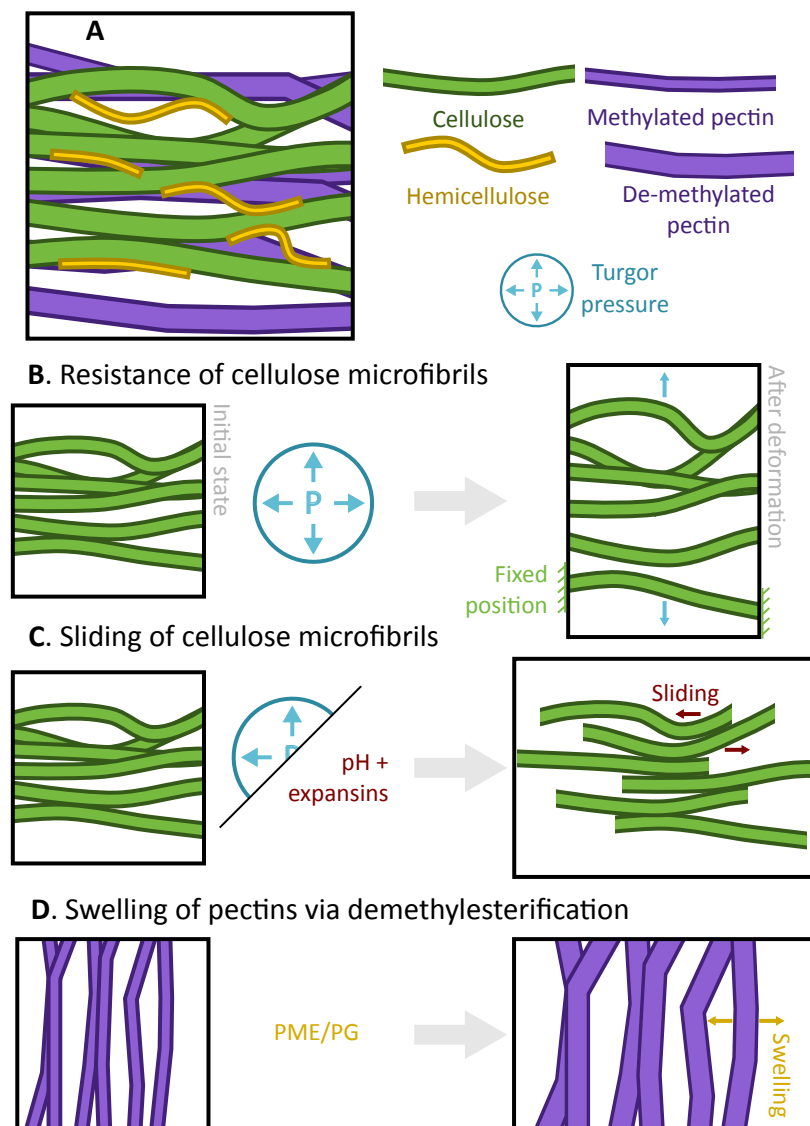 A
Cellulose
Methylated pectin
Hemicellulose
De-methylated
pectin
P
Turgor
pressure
B. Resistance of cellulose microfibrils
Initial state
P
After deformation
Fixed
position
C. Sliding of cellulose microfibrils
P
pH +
expansins
Sliding
D. Swelling of pectins via demethylesterification
PME/PG
Swelling